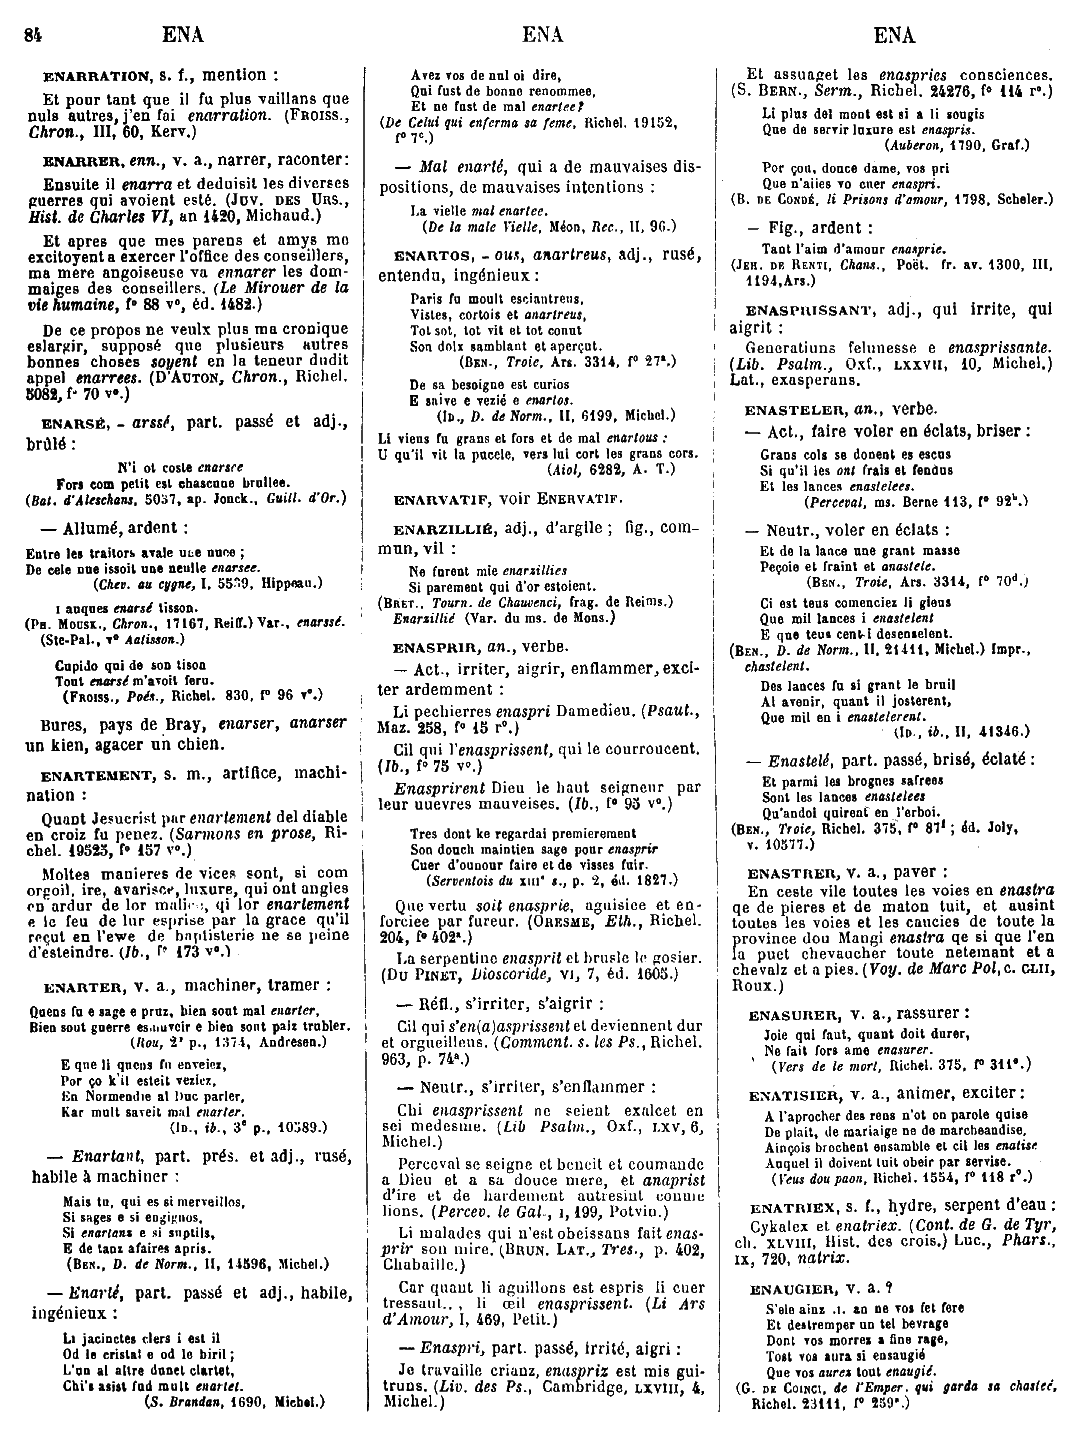 84 ENA ENA ENA
ENARRATION, s. f., mention :
Et pour tant que il fu plus vaillans que
nuls autres, j'en fai enarration. (FROISS.,
Chron., III, 60, Kerv.)
ENARRER, enn., v. a., narrer, raconter:
Ensuite il enarra et deduisit les diverses
guerres qui avoient esté. (JUV. DES URS.,
Hist. de Charles VI, an 1420, Michaud.)
Et apres que mes parens et amys mo
excitoyent a exercer l'office des conseillers,
ma mere angoiseuse va ennarer les dom-
maiges des conseillers. (Le Mirouer de la
vie humaine, f° 88 v°, éd. 1482.)
De ce propos ne veulx plus ma cronique
eslargir, supposé que plusieurs autres
bonnes choses soyent en la teneur dudit
appel enarrees. (D'AUTON, Chron., Richel.
5082, f° 70 v°.)
ENARSÉ, - arssé, part. passé et adj.,
brûlé :
N'i ot coste enarsee
Fors com petit est chascune brullee.
(Bat. d'Aleschans, 5037, ap. Jonck., Guill. d'Or.)
— Allumé, ardent :
Entre les traitors avale une nuee ;
De cele nue issoit une neulle enarsee.
(Chev. au cygne, I, 5539, Hippeau.)
auques enarsé tisson.
(PH. MOUSK., Chron., 17167, Reiff.) Var., enarssé.
(Ste-Pal., v° Aatisson.)
Cupido qui de son tison
Tout enarsé m'avoit feru.
(FROISS., Poés., Richel. 830, f° 96 v°.)
Bures, pays de Bray, enarser, anarser
un kien, agacer un chien.
ENARTEMENT, s. m., artifice, machi-
nation :
Quant Jesucrist par enartement del diable
en croiz fu penez. (Sarmons en prose, Ri-
chel. 19525, f° 157 v°.)
Moltes manieres de vices sont, si com
orgoil, ire, avarisce, luxure, qui ont angles
en ardur de lor malice, qi lor enartement
e le feu de lur esprise par la grace qu'il
reçut en l'ewe de baptisterie ne se peine
d'esteindre. (Ib., f° 173 v°.)
ENARTER, v. a., machiner, tramer :
Quens fu e sage e pruz, bien sout mal enarter,
Bien sout guerre esmuveir e bien sout paiz trubler.
(Rou, 2e p., 1374, Andresen.)
E que li quens fu enveiez,
Por ço k'il esteit veziez,
En Normendie al Duc parler,
Kar mult saveit mal enarter.
(ID., ib., 3e p., 10589.)
— Enartant, part. prés. et adj., rusé,
habile à machiner :
Mais tu, qui es si merveillos,
Si sages e si engignos,
Si enartans e si suptils,
E de tanz afaires apris.
(BEN., D. de Norm., II, 14596, Michel.)
— Enarté, part. passé et adj., habile,
ingénieux :
Li jacinctes clers i est il
Od le cristal e od le biril ;
L'un al altre dunet clartet,
Chi's asist fud mult enartet.
(S. Brandan, 1690, Michel.)
Avez vos de nul oi dire,
Qui fust de bonne renommee,
Et ne fust de mal enartee?
(De Celui qui enferma sa feme, Richel. 19152,
f° 7c.)
— Mal enarté, qui a de mauvaises dis-
positions, de mauvaises intentions :
La vielle mal enartee.
(De la male Vielle, Méon, Rec., II, 96.)
ENARTOS, - ous, anartreus, adj., rusé,
entendu, ingénieux :
Paris fu moult escientreus,
Vistes, cortois et anartreus,
Tot sot, tot vit et tot connt
Son dolz samblant et aperçut.
(BEN., Troie, Ars. 3314, f° 27a.)
De sa besoigne est curios
E saive e vezié e enartos.
(ID., D. de Norm., II, 6199, Michel.)
Li viens fu grans et fors et de mal enartous :
U qu'il vit la pucele, vers lui cort les grans cors.
(Aiol, 6282, A. T.)
ENARVATIF, voir ENERVATIF.
ENARZILLIÉ, adj., d'argile ; fig., com-
mun, vil :
Ne furent mie enarzillies
Si parement qui d'or estoient.
(BRET., Tourn. de Chauvenci, frag. de Reims.)
Enarsillié (Var. du ms. de Mons.)
ENASPRIR, an., verbe.
— Act., irriter, aigrir, enflammer, exci-
ter ardemment :
Li pechierres enaspri Damedieu. (Psaut.,
Maz. 258, f° 15 r°.)
Cil qui l'enasprissent, qui le courroucent.
(Ib., f° 75 v°.)
Enasprirent Dieu le haut seigneur par
leur uuevres mauveises. (Ib., f° 95 v°.)
Tres dont ke regardai premierement
Son douch maintien sage pour enasprir
Cuer d'ounour faire et de visses fuir.
(Serventois du XIIIe s., p. 2, éd. 1827.)
Que vertu soit enasprie, aguisice et en-
forciee par fureur. (ORESME, Eth., Richel.
204, f° 402a.)
La serpentine enasprit et brusle le gosier.
(DU PINET, Dioscoride, VI, 7, éd. 1605.)
— Réfl., s'irriter, s'aigrir :
Cil qui s'en(a)asprissent et deviennent dur
et orgueilleus. (Comment. s. les Ps., Richel.
963, p. 74a.)
— Neutr., s'irriter, s'enflammer :
Chi enasprissent ne seient exalcet en
sei medesme. (Lib Psalm., Oxf., LXV, 6,
Michel.)
Perceval se seigne et beneit et coumande
a Dieu et a sa douce mere, et anaprist
d'ire et de hardement autresint comme
lions. (Percev. le Gal., I, 199, Potvin.)
Li malades qui n'est obeissans fait enas-
prir son mire. (BRUN. LAT., Tres., p. 402,
Chabaille.)
Car quant li aguillons est espris li cuer
tressaut.., li œil enasprissent. (Li Ars
d'Amour, I, 469, Petit.)
— Enaspri, part. passé, irrité, aigri :
Je travaille crianz, enaspriz est mis gui-
truns. (Liv. des Ps., Cambridge, LXVIII, 4,
Michel.)
Et assuaget les enaspries consciences.
(S. BERN., Serm., Richel. 24276, f° 114 r°.)
Li plus del mont est si a li sougis
Que de servir luxure est enaspris.
(Auberon, 1790, Graf.)
Por çou, douce dame, vos pri
Que n'aiies vo cuer enaspri.
(B. DE CONDÉ, li Prisons d'amour, 1798, Scheler.)
— Fig., ardent :
Tant l'aim d'amour enasprie.
(JEH. DE RENTI, Chans., Poët. fr. av. 1300, III,
1194, Ars.)
ENASPRISSANT, adj., qui irrite, qui
aigrit :
Generatiuns felunesse e enasprissante.
(Lib. Psalm., Oxf., LXXVII, 10, Michel.)
Lat., exasperans.
ENASTELER, an., verbe.
— Act., faire voler en éclats, briser :
Grans cols se donent es escus
Si qu'il les ont frais et fendus
Et les lances enastelees.
(Perceval, ms. Berne 113, f° 92b.)
— Neutr., voler en éclats :
Et de la lance une grant masse
Peçoie et fraint et anastele.
(BEN., Troie, Ars. 3314, f° 70d.)
Ci est teus comenciez li gieus
Que mil lances i enastelent
E que teus cent i desenselent.
(BEN., D. de Norm., II, 21411, Michel.) Impr.,
chastelent.
Des lances fu si grant le bruil
Al avenir, quant il josterent,
Que mil en i enastelerent.
(ID., ib., II, 41346.)
— Enastelé, part. passé, brisé, éclaté :
Et parmi les brognes safrees
Sont les lances enastelees
Qu'andoi quirent en l'erboi.
(BEN., Troie, Richel. 375, f° 87f ; éd. Joly,
v. 10577.)
ENASTRER, v. a., paver :
En ceste vile toutes les voies en enastra
qe de pieres et de maton tuit, et ausint
toutes les voies et les caucies de toute la
province dou Mangi enastra qe si que l'en
la puet chevaucher toute netemant et a
chevalz et a pies. (Voy. de Marc Pol, c. CLII,
Roux.)
ENASURER, v. a., rassurer :
Joie qui faut, quant doit durer,
Ne fait fors ame enasurer.
(Vers de le mort, Richel. 375, f° 311e.)
ENATISIER, v. a., animer, exciter :
A l'aprocher des rens n'ot on parole quise
De plait, de mariaige ne de marcheandise,
Ainçois brochent ensamble et cil les enatise
Auquel il doivent tuit obeir par servise.
(Veus dou paon, Richel. 1554, f° 118 r°.)
ENATRIEX, s. f., hydre, serpent d'eau :
Cykalex et enatriex. (Cont. de G. de Tyr,
ch. XLVIII, Hist. des crois.) Luc., Phars.,
IX, 720, natrix.
ENAUGIER, v. a. ?
S'ele ainz .I. an ne vos fet fere
Et destremper un tel bevrage
Dont vos morres a fine rage,
Tost vos aura si ensaugié
Que vos aurez tout enaugié.
(G. DE COINCI, de l'Emper. qui garda sa chasteé,
Richel. 23111, f° 259a.)